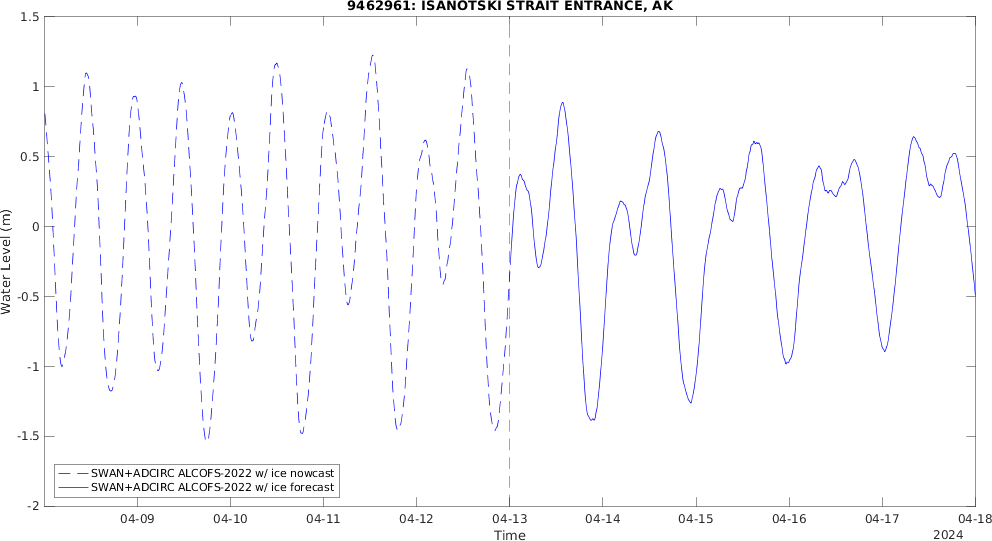 9462961: ISANOTSKI STRAIT ENTRANCE, AK
1.5
1
0.5
0
-0.5
-1
-1.5
-2
Water Level (m)
SWAN+ADCIRC ALCOFS-2022 w/ ice nowcast
SWAN+ADCIRC ALCOFS-2022 w/ ice forecast
04-09 04-10 04-11 04-12 04-13 04-14 04-15 04-16 04-17 04-18
Time
2024